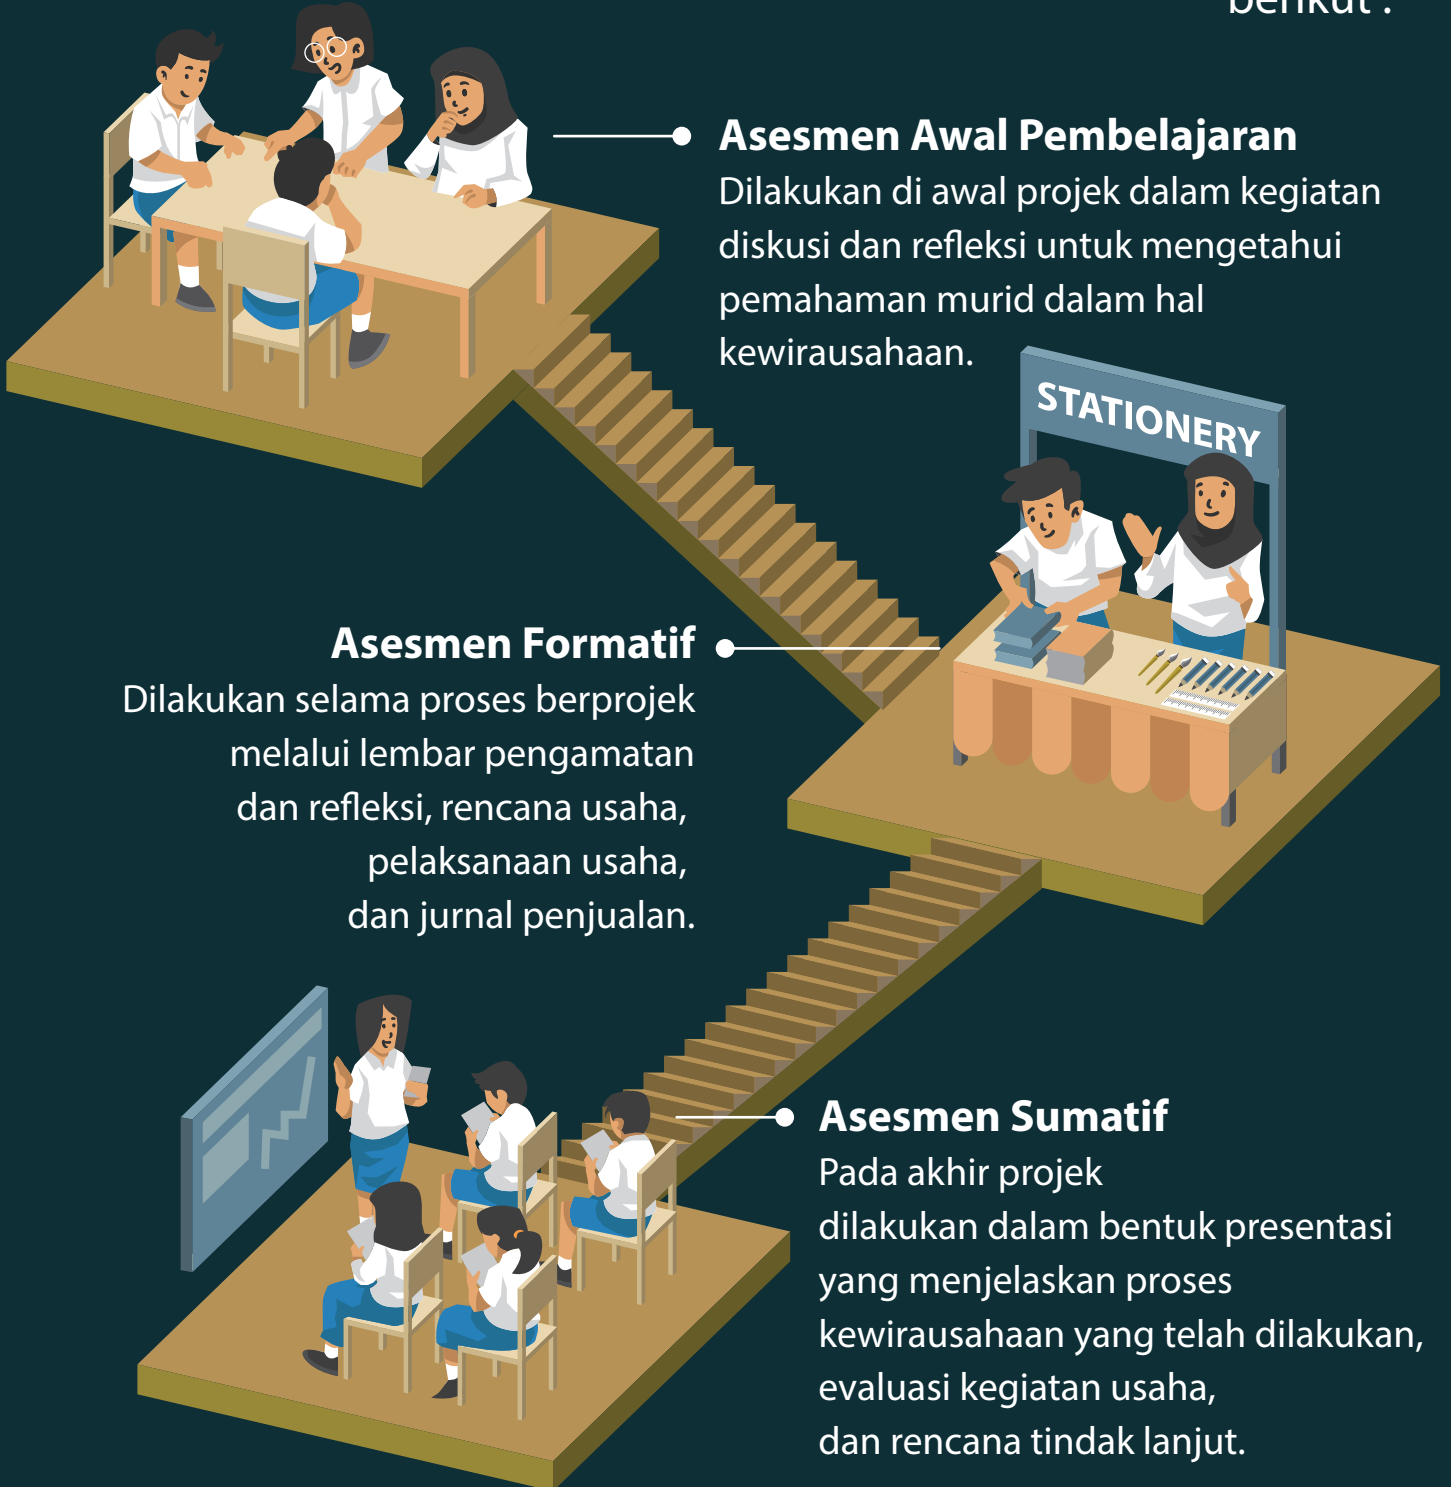 berikut :
Asesmen Awal Pembelajaran
Dilakukan di awal projek dalam kegiatan
diskusi dan refleksi untuk mengetahui
pemahaman murid dalam hal
kewirausahaan.
STATIONERY
Asesmen Formatif
Dilakukan selama proses berprojek
melalui lembar pengamatan
dan refleksi, rencana usaha,
pelaksanaan usaha,
dan jurnal penjualan.
Asesmen Sumatif
Pada akhir projek
dilakukan dalam bentuk presentasi
yang menjelaskan proses
kewirausahaan yang telah dilakukan,
evaluasi kegiatan usaha,
dan rencana tindak lanjut.